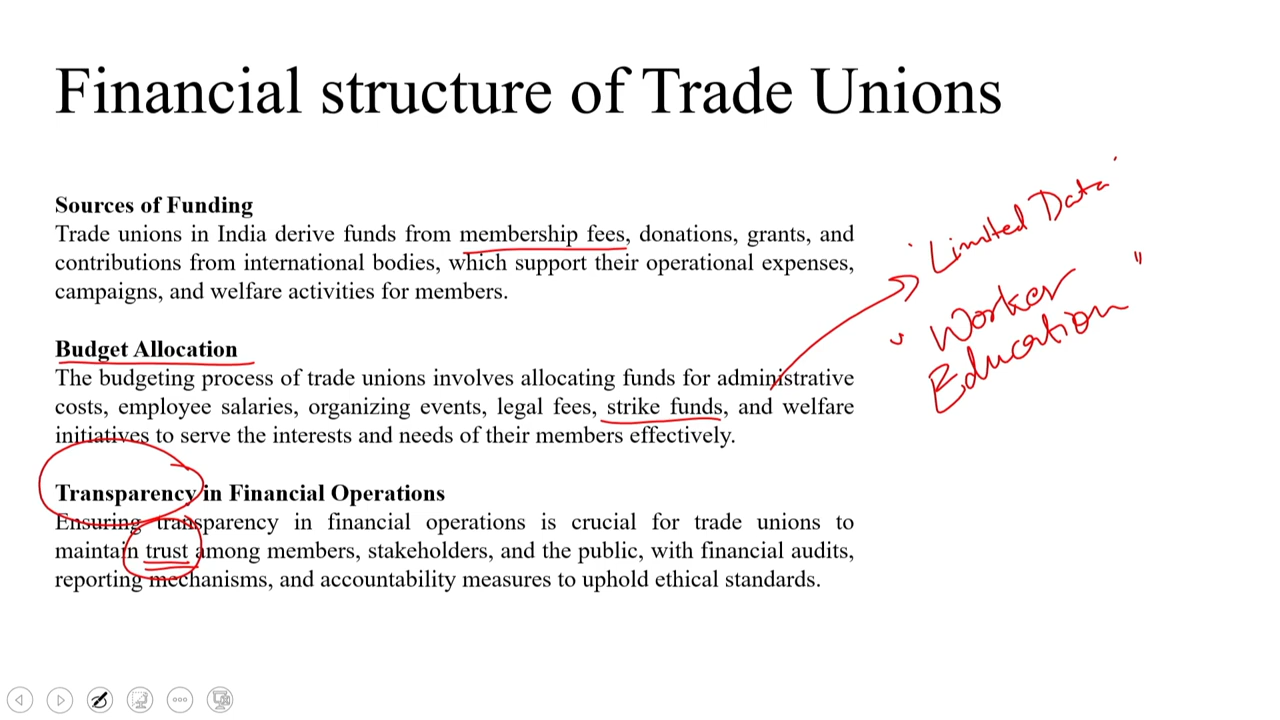 Financial structure of Trade Unions
Sources of Funding
Trade unions in India derive funds from membership fees, donations, grants, and
contributions from international bodies, which support their operational expenses,
campaigns, and welfare activities for members.
Budget Allocation
The budgeting process of trade unions involves allocating funds for administrative
costs, employee salaries, organizing events, legal fees, strike funds, and welfare
initiatives to serve the interests and needs of their members effectively.
Transparency in Financial Operations
Ensuring transparency in financial operations is crucial for trade unions to
maintain trust among members, stakeholders, and the public, with financial audits,
reporting mechanisms, and accountability measures to uphold ethical standards.
"Limited Data"
"Worker
Education"